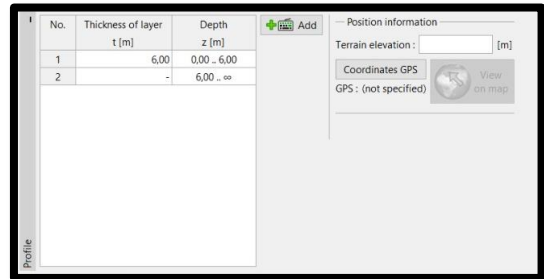 No. Thickness of layer Depth
t [m] z [m]
1 6,00 0,00 .. 6,00
2 - 6,00 .. ∞
Add
Position information
Terrain elevation : [m]
Coordinates GPS
GPS : (not specified)
View
on map
Profile